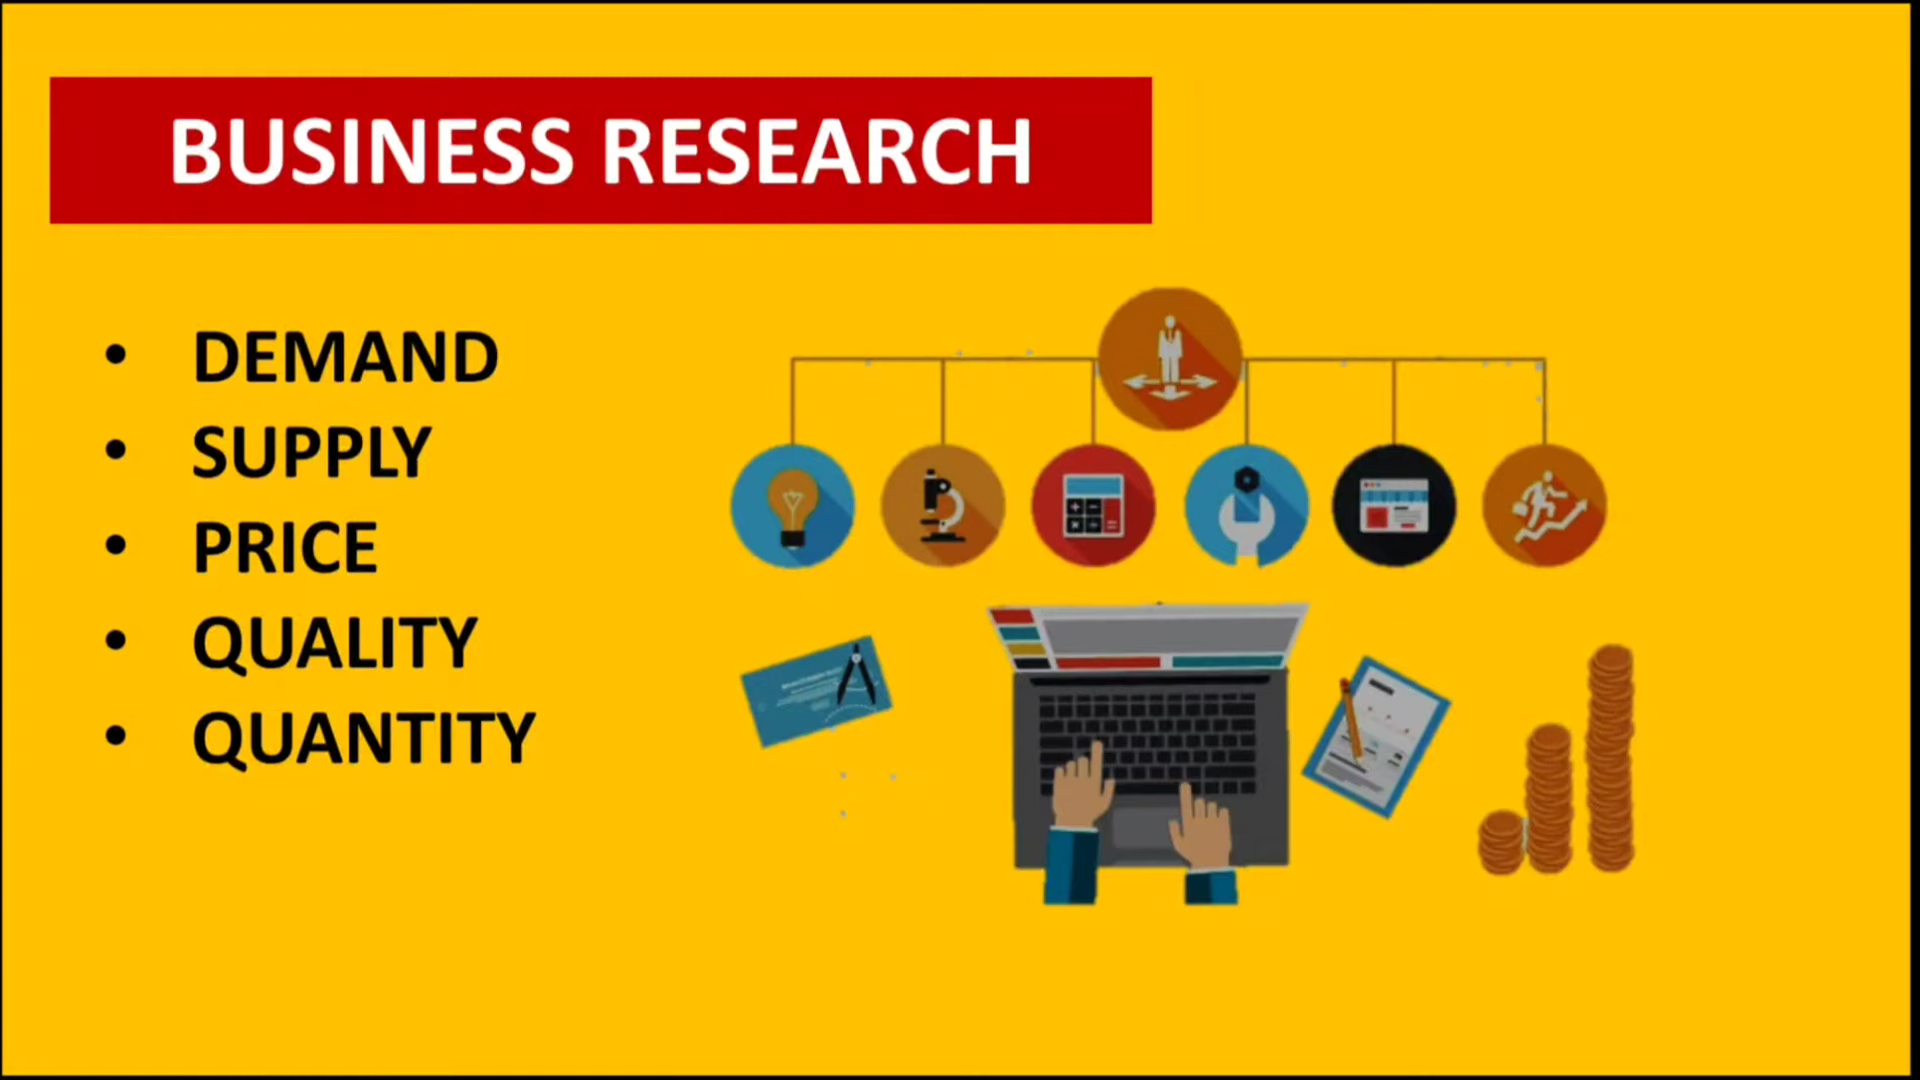 BUSINESS RESEARCH
• DEMAND
• SUPPLY
• PRICE
• QUALITY
• QUANTITY